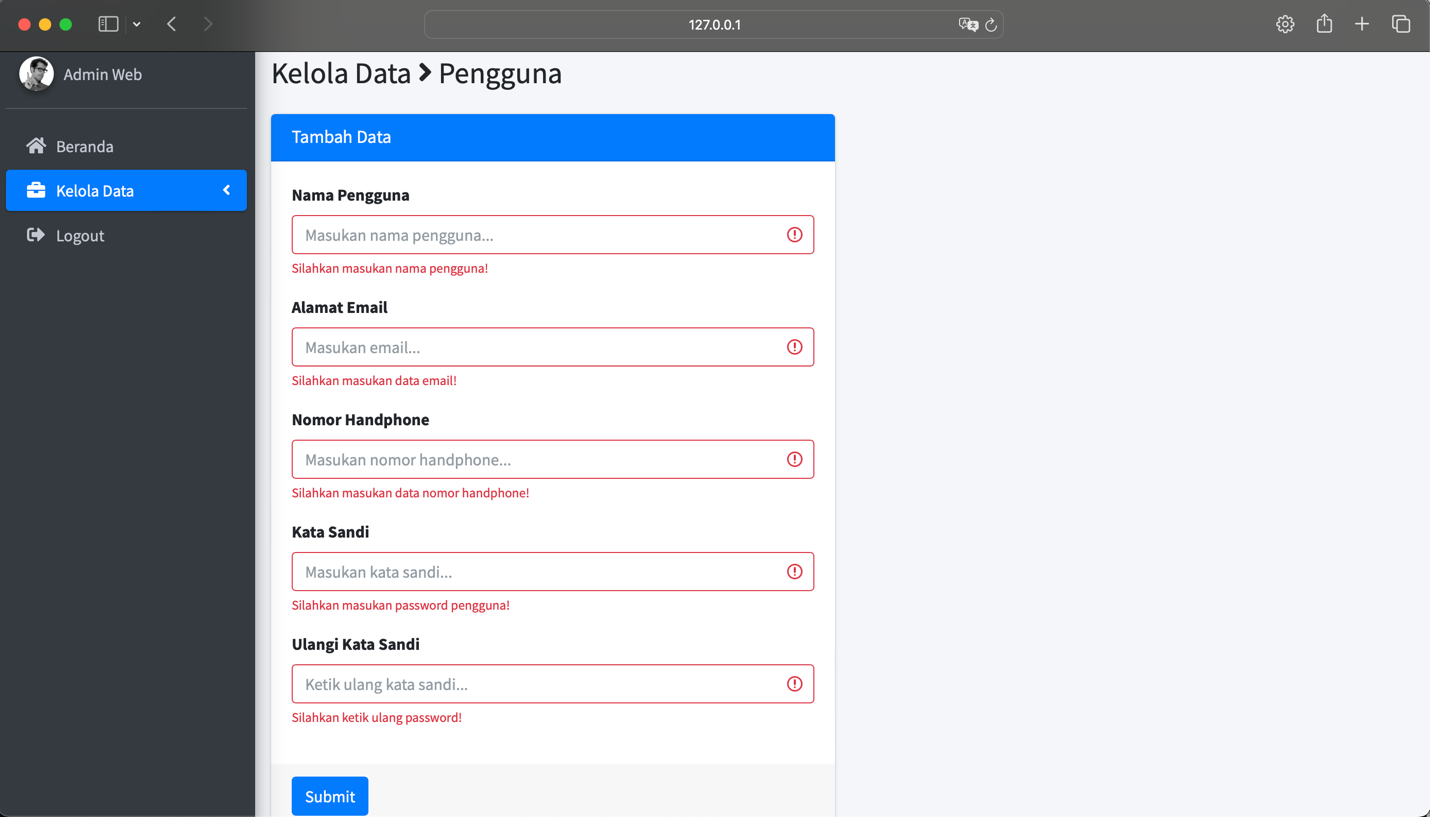 127.0.0.1
Admin Web
Beranda
Kelola Data
Logout
Kelola Data > Pengguna
Tambah Data
Nama Pengguna
Masukan nama pengguna...
Silahkan masukan nama pengguna!
Alamat Email
Masukan email...
Silahkan masukan data email!
Nomor Handphone
Masukan nomor handphone...
Silahkan masukan data nomor handphone!
Kata Sandi
Masukan kata sandi...
Silahkan masukan password pengguna!
Ulangi Kata Sandi
Ketik ulang kata sandi...
Silahkan ketik ulang password!
Submit